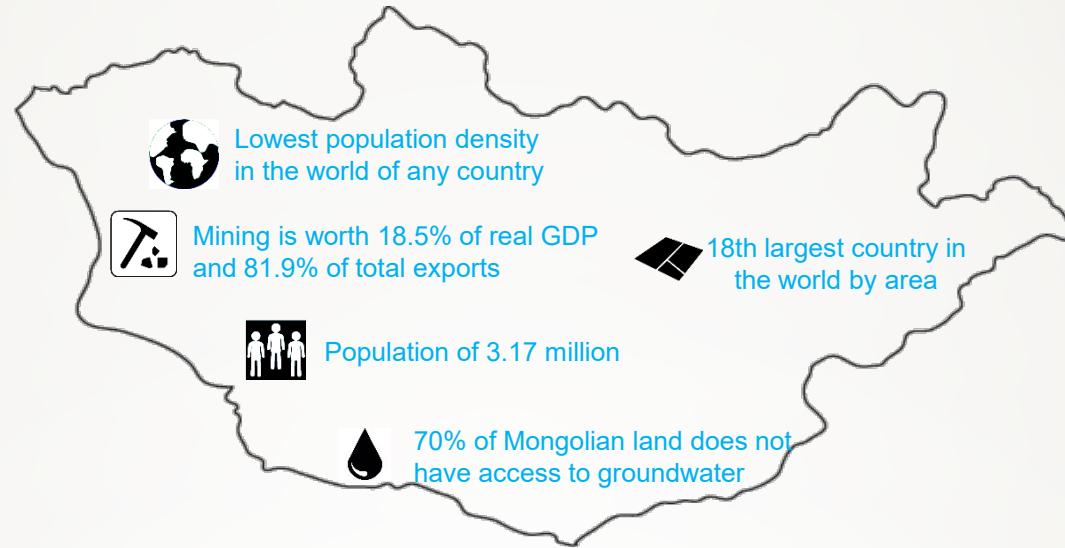 Lowest population density
in the world of any country
Mining is worth 18.5% of real GDP
and 81.9% of total exports
18th largest country in
the world by area
Population of 3.17 million
70% of Mongolian land does not
have access to groundwater